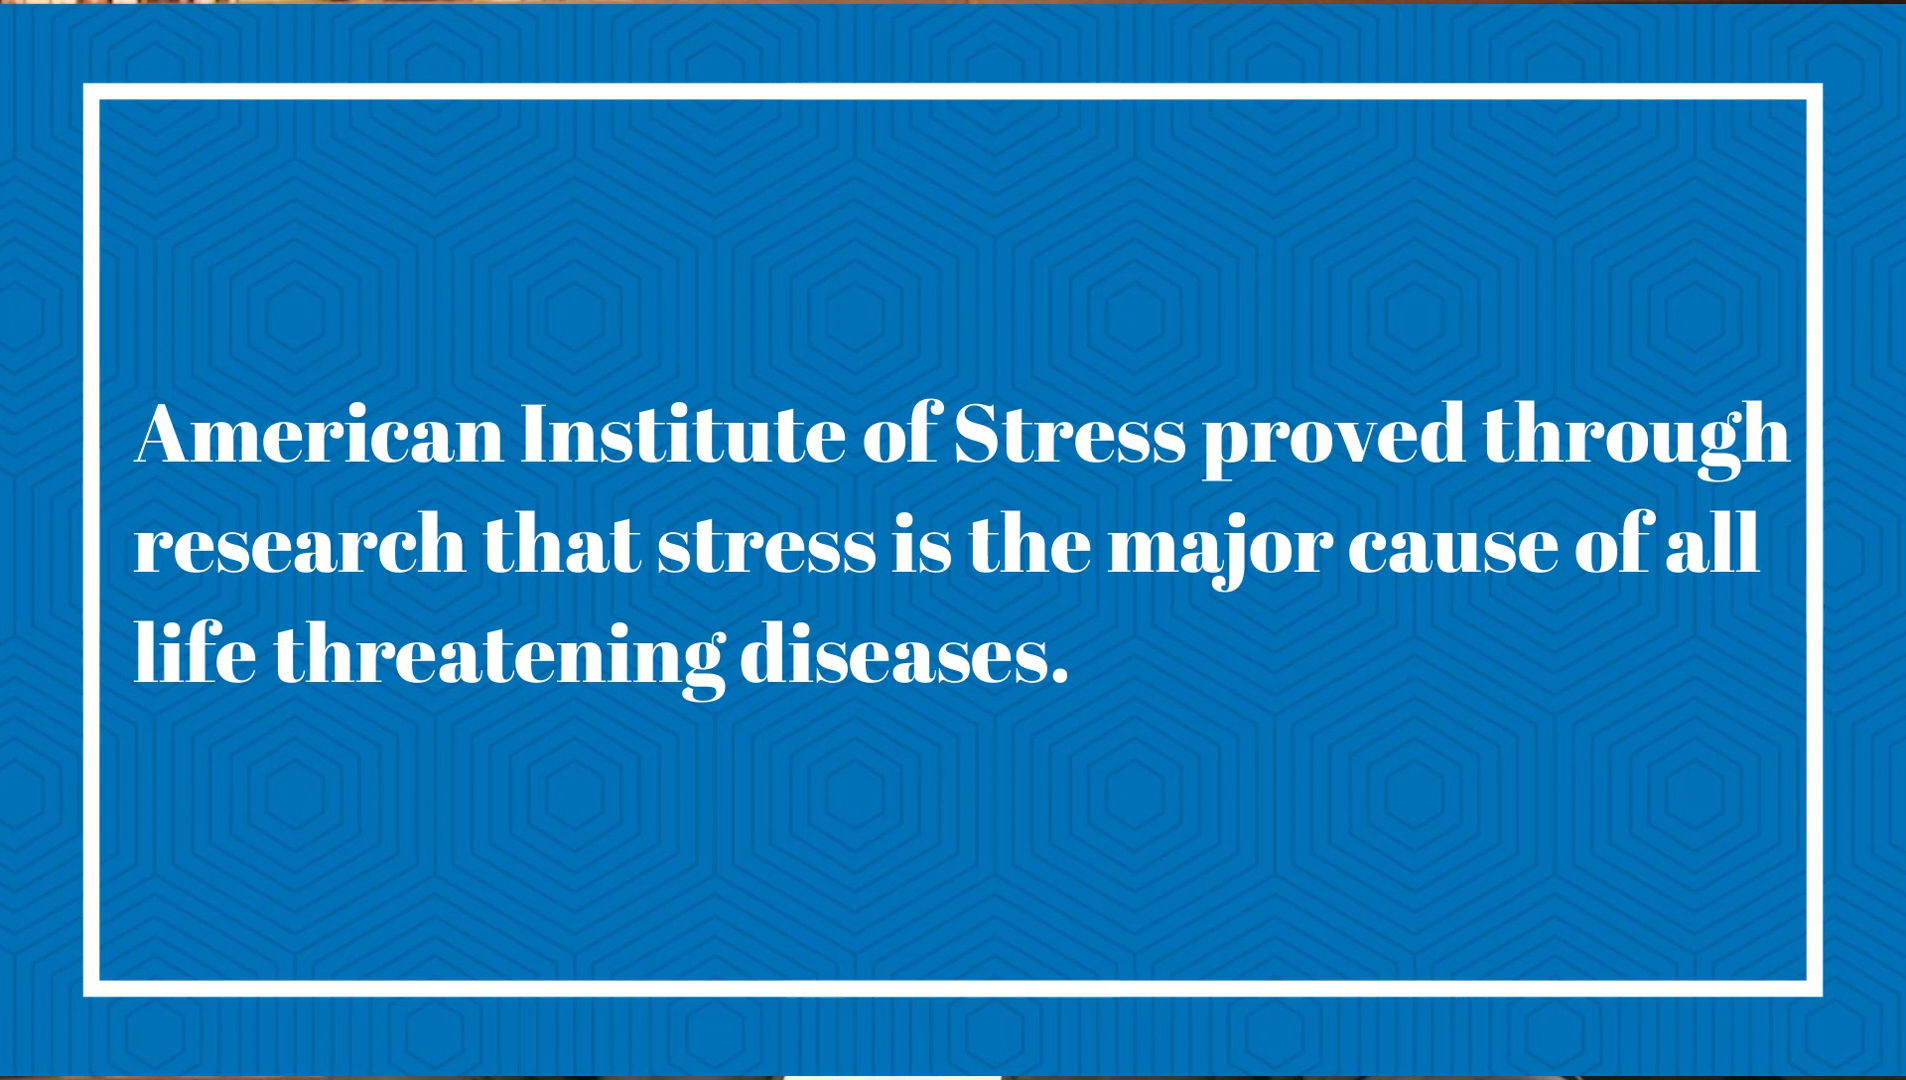 American Institute of Stress proved through
research that stress is the major cause of all
life threatening diseases.